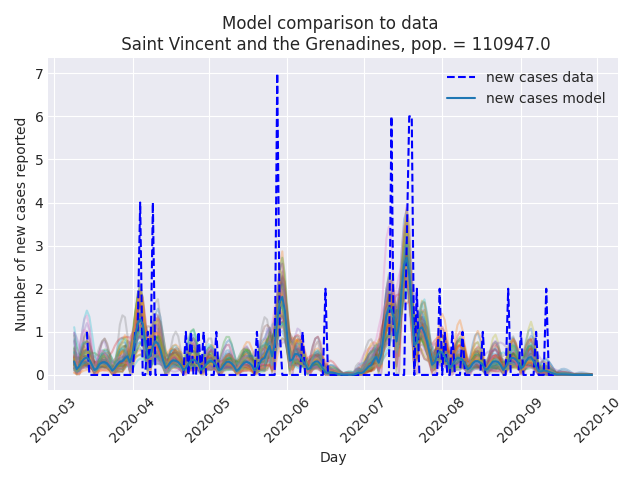 Model comparison to data
Saint Vincent and the Grenadines, pop. = 110947.0
new cases data
new cases model
Number of new cases reported
7
6
5
4
3
2
1
0
2020-03
2020-04
2020-05
2020-06
2020-07
2020-08
2020-09
2020-10
Day